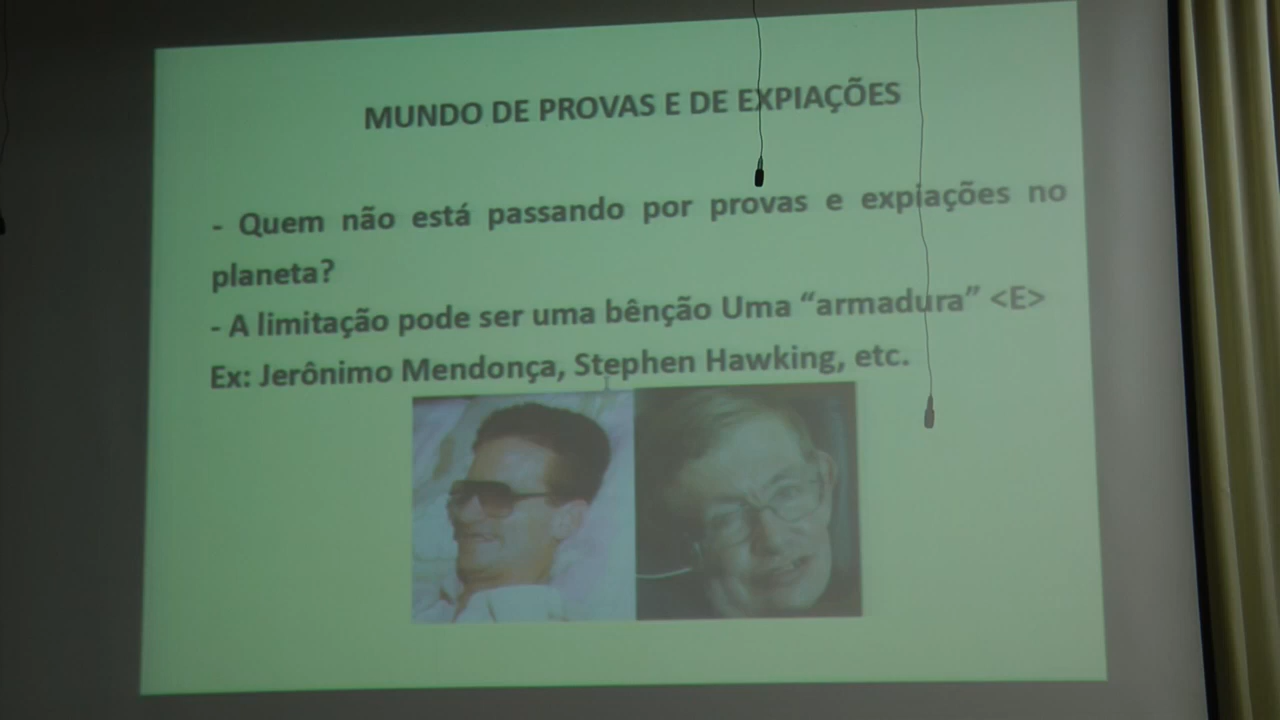 MUNDO DE PROVAS E DE EXPIAÇÕES
- Quem não está passando por provas e expiações no
planeta?
- A limitação pode ser uma bênção Uma “armadura” <E>
Ex: Jerônimo Mendonça, Stephen Hawking, etc.